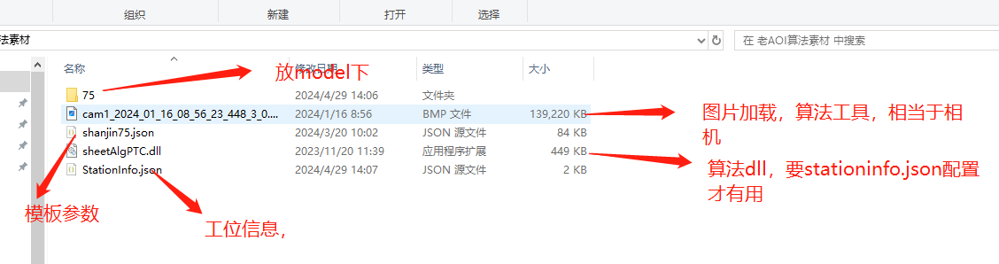 组织
新建
打开
选择
法素材
在 老AOI算法素材 中搜索
名称
修改日期
类型
大小
放model下
75
2024/4/29 14:06
文件夹
cam1_2024_01_16_08_56_23_448_3_0....
2024/1/16 8:56
BMP 文件
139,220 KB
图片加载，算法工具，相当于相
机
shanjin75.json
2024/3/20 10:02
JSON 源文件
84 KB
sheetAlgPTC.dll
2023/11/20 11:39
应用程序扩展
449 KB
算法dll，要stationinfo.json配置
才有用
StationInfo.json
2024/4/29 14:07
JSON 源文件
2 KB
模板参数
工位信息，